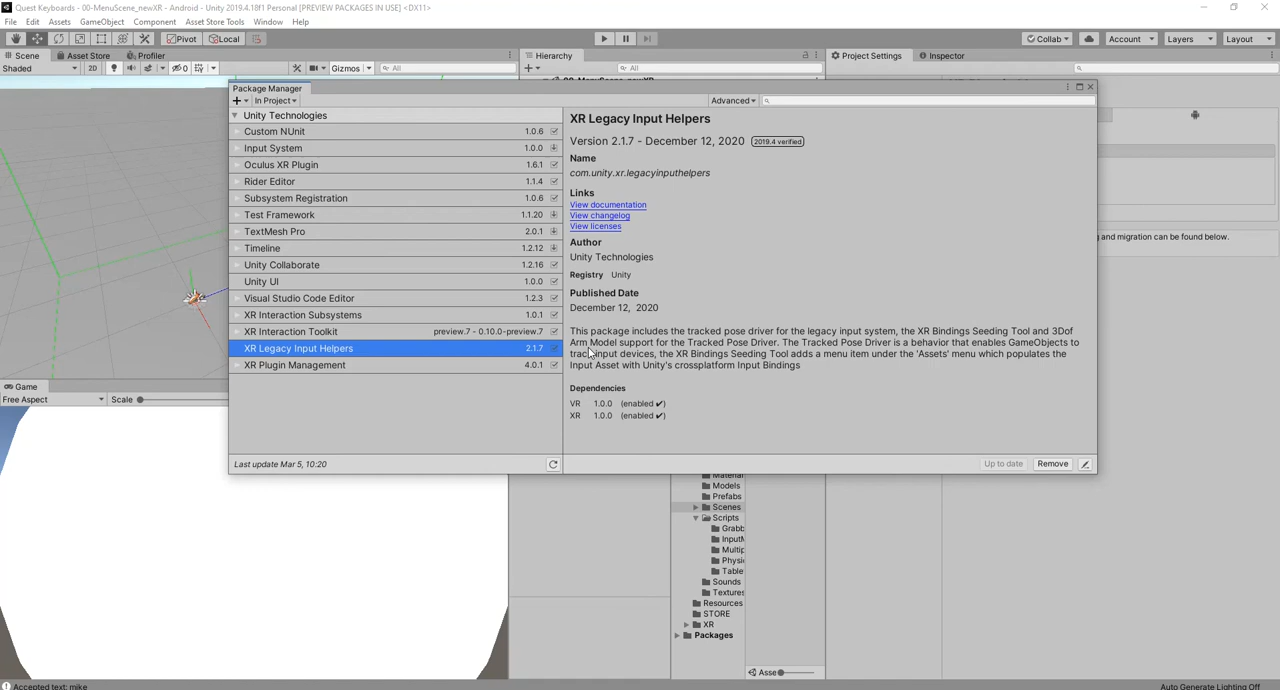 Quest Keyboards - 00-MenuScene_newXR - Android - Unity 2019.4.18f1 Personal [PREVIEW PACKAGES IN USE] <DX11>
File Edit Assets GameObject Component Asset Store Tools Window Help
Pivot Local Collab Account Layers Layout
Scene Asset Store Profiler Hierarchy Project Settings Inspector
Shaded 2D 0 Gizmos All All
00-MenuScene_newXR
Package Manager
In Project Advanced
Unity Technologies
Custom NUnit 1.0.6
Input System 1.0.0
Oculus XR Plugin 1.6.1
Rider Editor 1.1.4
Subsystem Registration 1.0.6
Test Framework 1.1.20
TextMesh Pro 2.0.1
Timeline 1.2.12
Unity Collaborate 1.2.16
Unity UI 1.0.0
Visual Studio Code Editor 1.2.3
XR Interaction Subsystems 1.0.1
XR Interaction Toolkit preview.7 - 0.10.0-preview.7
XR Legacy Input Helpers 2.1.7
XR Plugin Management 4.0.1
Last update Mar 5, 10:20
XR Legacy Input Helpers
Version 2.1.7 - December 12, 2020 2019.4 verified
Name
com.unity.xr.legacyinputhelpers
Links
View documentation
View changelog
View licenses
Author
Unity Technologies
Registry Unity
Published Date
December 12, 2020
This package includes the tracked pose driver for the legacy input system, the XR Bindings Seeding Tool and 3Dof
Arm Model support for the Tracked Pose Driver. The Tracked Pose Driver is a behavior that enables GameObjects to
track input devices, the XR Bindings Seeding Tool adds a menu item under the 'Assets' menu which populates the
Input Asset with Unity's crossplatform Input Bindings
Dependencies
VR 1.0.0 (enabled ✔)
XR 1.0.0 (enabled ✔)
Up to date Remove
g and migration can be found below.
Game
Free Aspect Scale
Material
Models
Prefabs
Scenes
Scripts
Grabb
InputM
Multip
Physi
Table
Sounds
Textures
Resources
STORE
XR
Packages
Asse
Accepted text: mike
Auto Generate Lighting Off